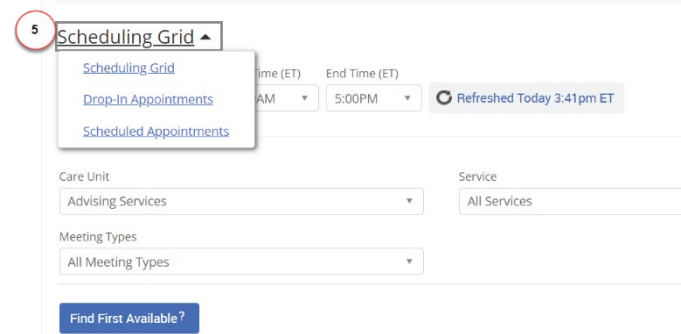 5
Scheduling Grid
Scheduling Grid
Drop-In Appointments
Scheduled Appointments
Time (ET) End Time (ET)
AM 5:00PM Refreshed Today 3:41pm ET
Care Unit Service
Advising Services All Services
Meeting Types
All Meeting Types
Find First Available?